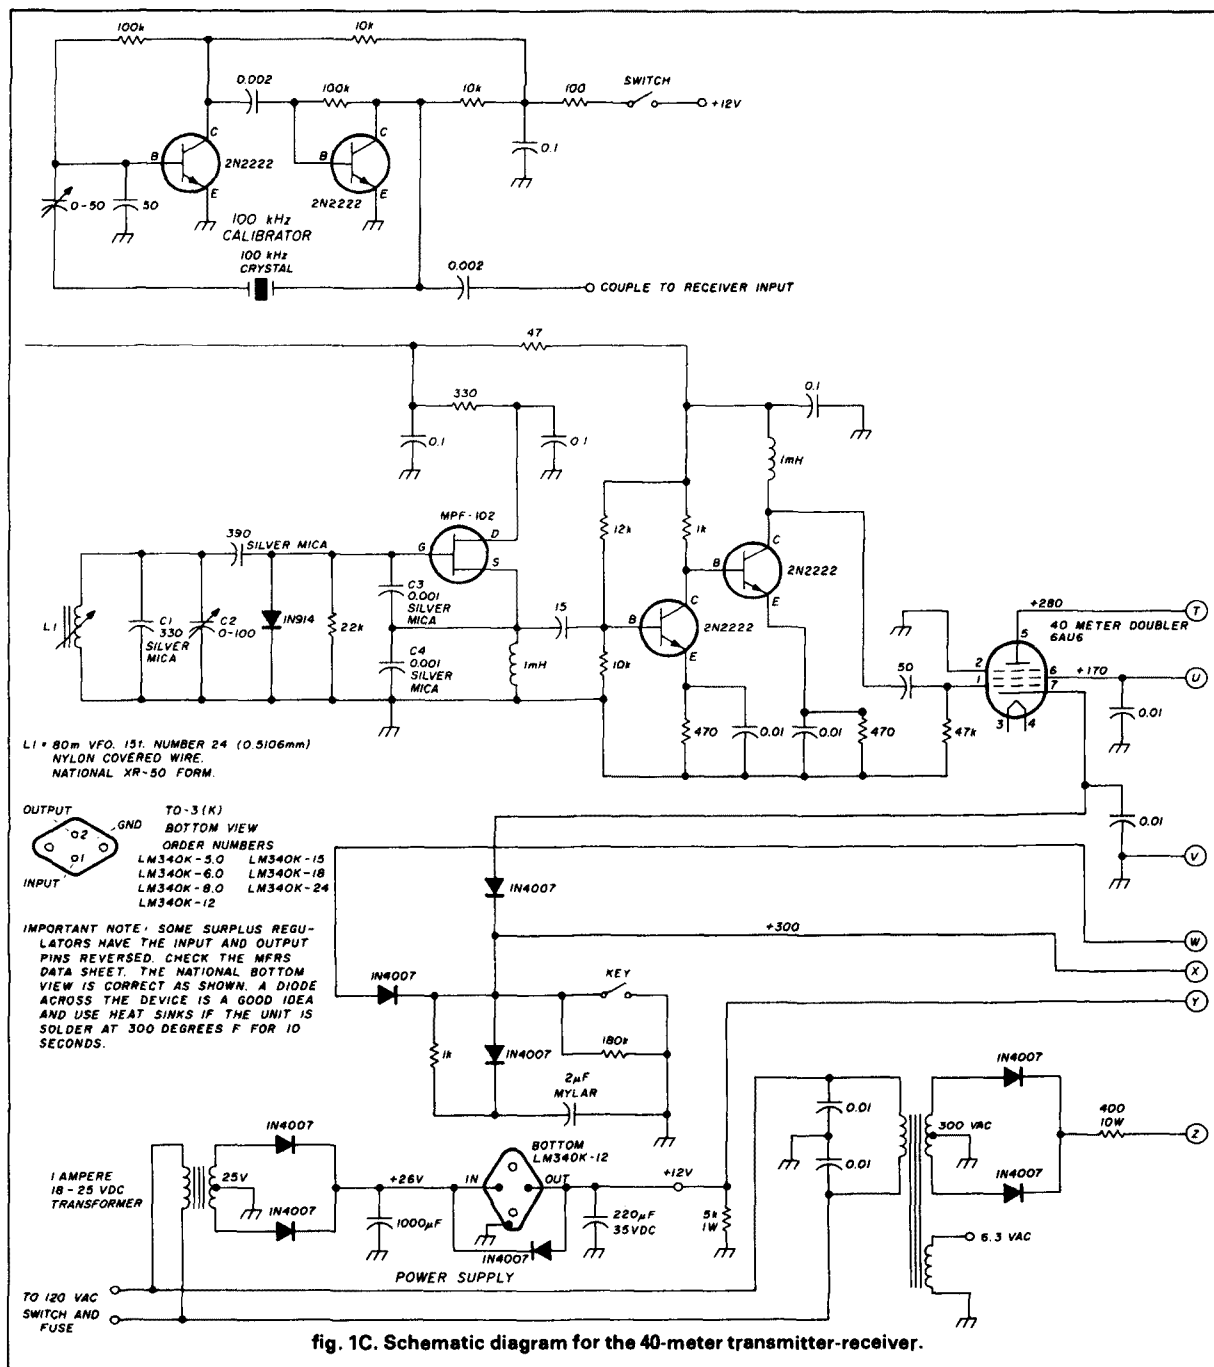 100k
10k
0.002
100k
10k
100
SWITCH
+12V
C
C
0.1
B
2N2222
B
E
E
2N2222
0-50
50
100 kHz
CALIBRATOR
100 kHz
CRYSTAL
0.002
COUPLE TO RECEIVER INPUT
47
330
0.1
0.1
0.1
1mH
MPF-102
D
G
S
390
SILVER MICA
12k
1k
C
B
2N2222
E
L1
C1
330
SILVER
MICA
C2
0-100
1N914
22k
C3
0.001
SILVER
MICA
C4
0.001
SILVER
MICA
15
1mH
B
C
2N2222
E
10k
+280
T
40 METER DOUBLER
6AU6
5
2
1
6
7
3
4
+170
U
50
0.01
470
0.01
0.01
470
47k
L1 = 80m VFO. 15t. NUMBER 24 (0.5106mm)
NYLON COVERED WIRE.
NATIONAL XR-50 FORM.
OUTPUT
2
GND
1
INPUT
TO-3 (K)
BOTTOM VIEW
ORDER NUMBERS
LM340K-5.0 LM340K-15
LM340K-6.0 LM340K-18
LM340K-8.0 LM340K-24
LM340K-12
0.01
V
1N4007
IMPORTANT NOTE: SOME SURPLUS REGU-
LATORS HAVE THE INPUT AND OUTPUT
PINS REVERSED. CHECK THE MFRS
DATA SHEET. THE NATIONAL BOTTOM
VIEW IS CORRECT AS SHOWN. A DIODE
ACROSS THE DEVICE IS A GOOD IDEA
AND USE HEAT SINKS IF THE UNIT IS
SOLDER AT 300 DEGREES F FOR 10
SECONDS.
+300
W
X
1N4007
KEY
Y
1k
1N4007
180k
2µF
MYLAR
1N4007
0.01
0.01
300 VAC
400
10W
Z
1N4007
1N4007
1 AMPERE
18-25 VDC
TRANSFORMER
25V
1N4007
+26V
1000µF
BOTTOM
LM340K-12
IN
OUT
1N4007
+12V
220µF
35VDC
5k
1W
6.3 VAC
POWER SUPPLY
TO 120 VAC
SWITCH AND
FUSE
fig. 1C. Schematic diagram for the 40-meter transmitter-receiver.